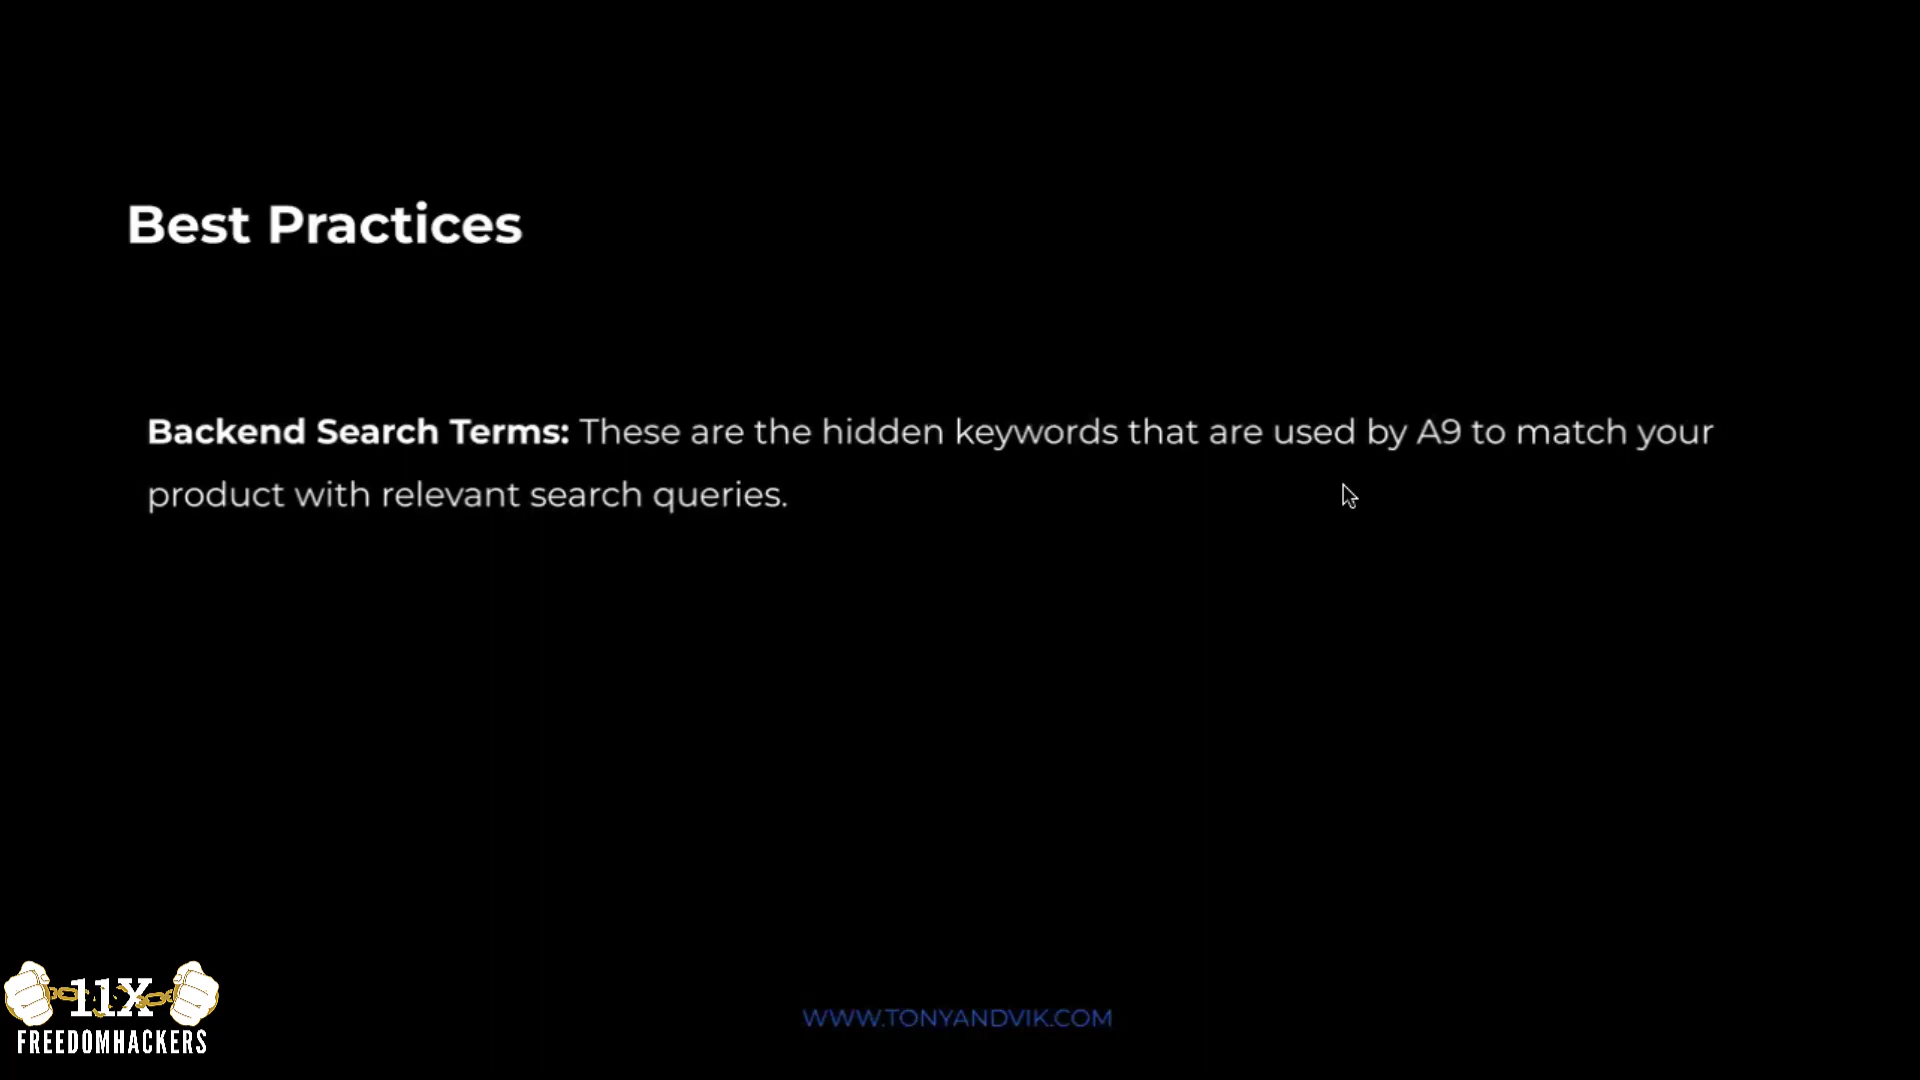 Best Practices
Backend Search Terms: These are the hidden keywords that are used by A9 to match your
product with relevant search queries.
11X
FREEDOMHACKERS
WWW.TONYANDVIK.COM